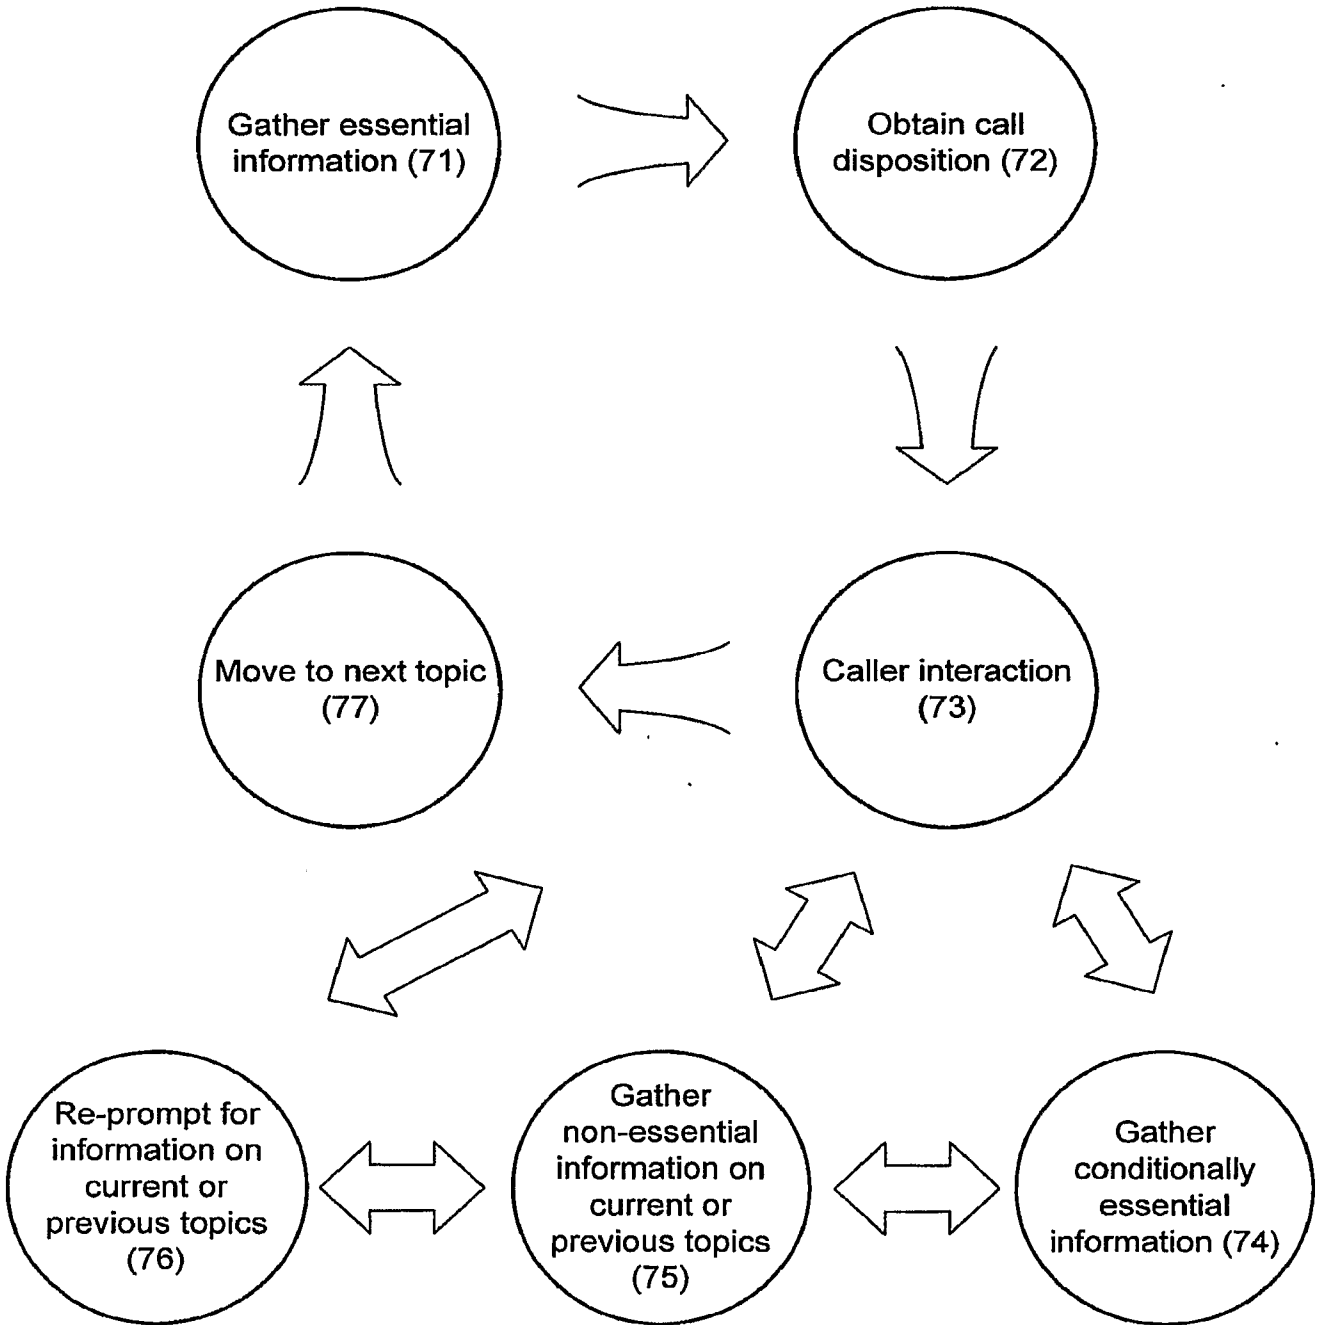 Gather essential
information (71)
Obtain call
disposition (72)
Move to next topic
(77)
Caller interaction
(73)
Re-prompt for
information on
current or
previous topics
(76)
Gather
non-essential
information on
current or
previous topics
(75)
Gather
conditionally
essential
information (74)